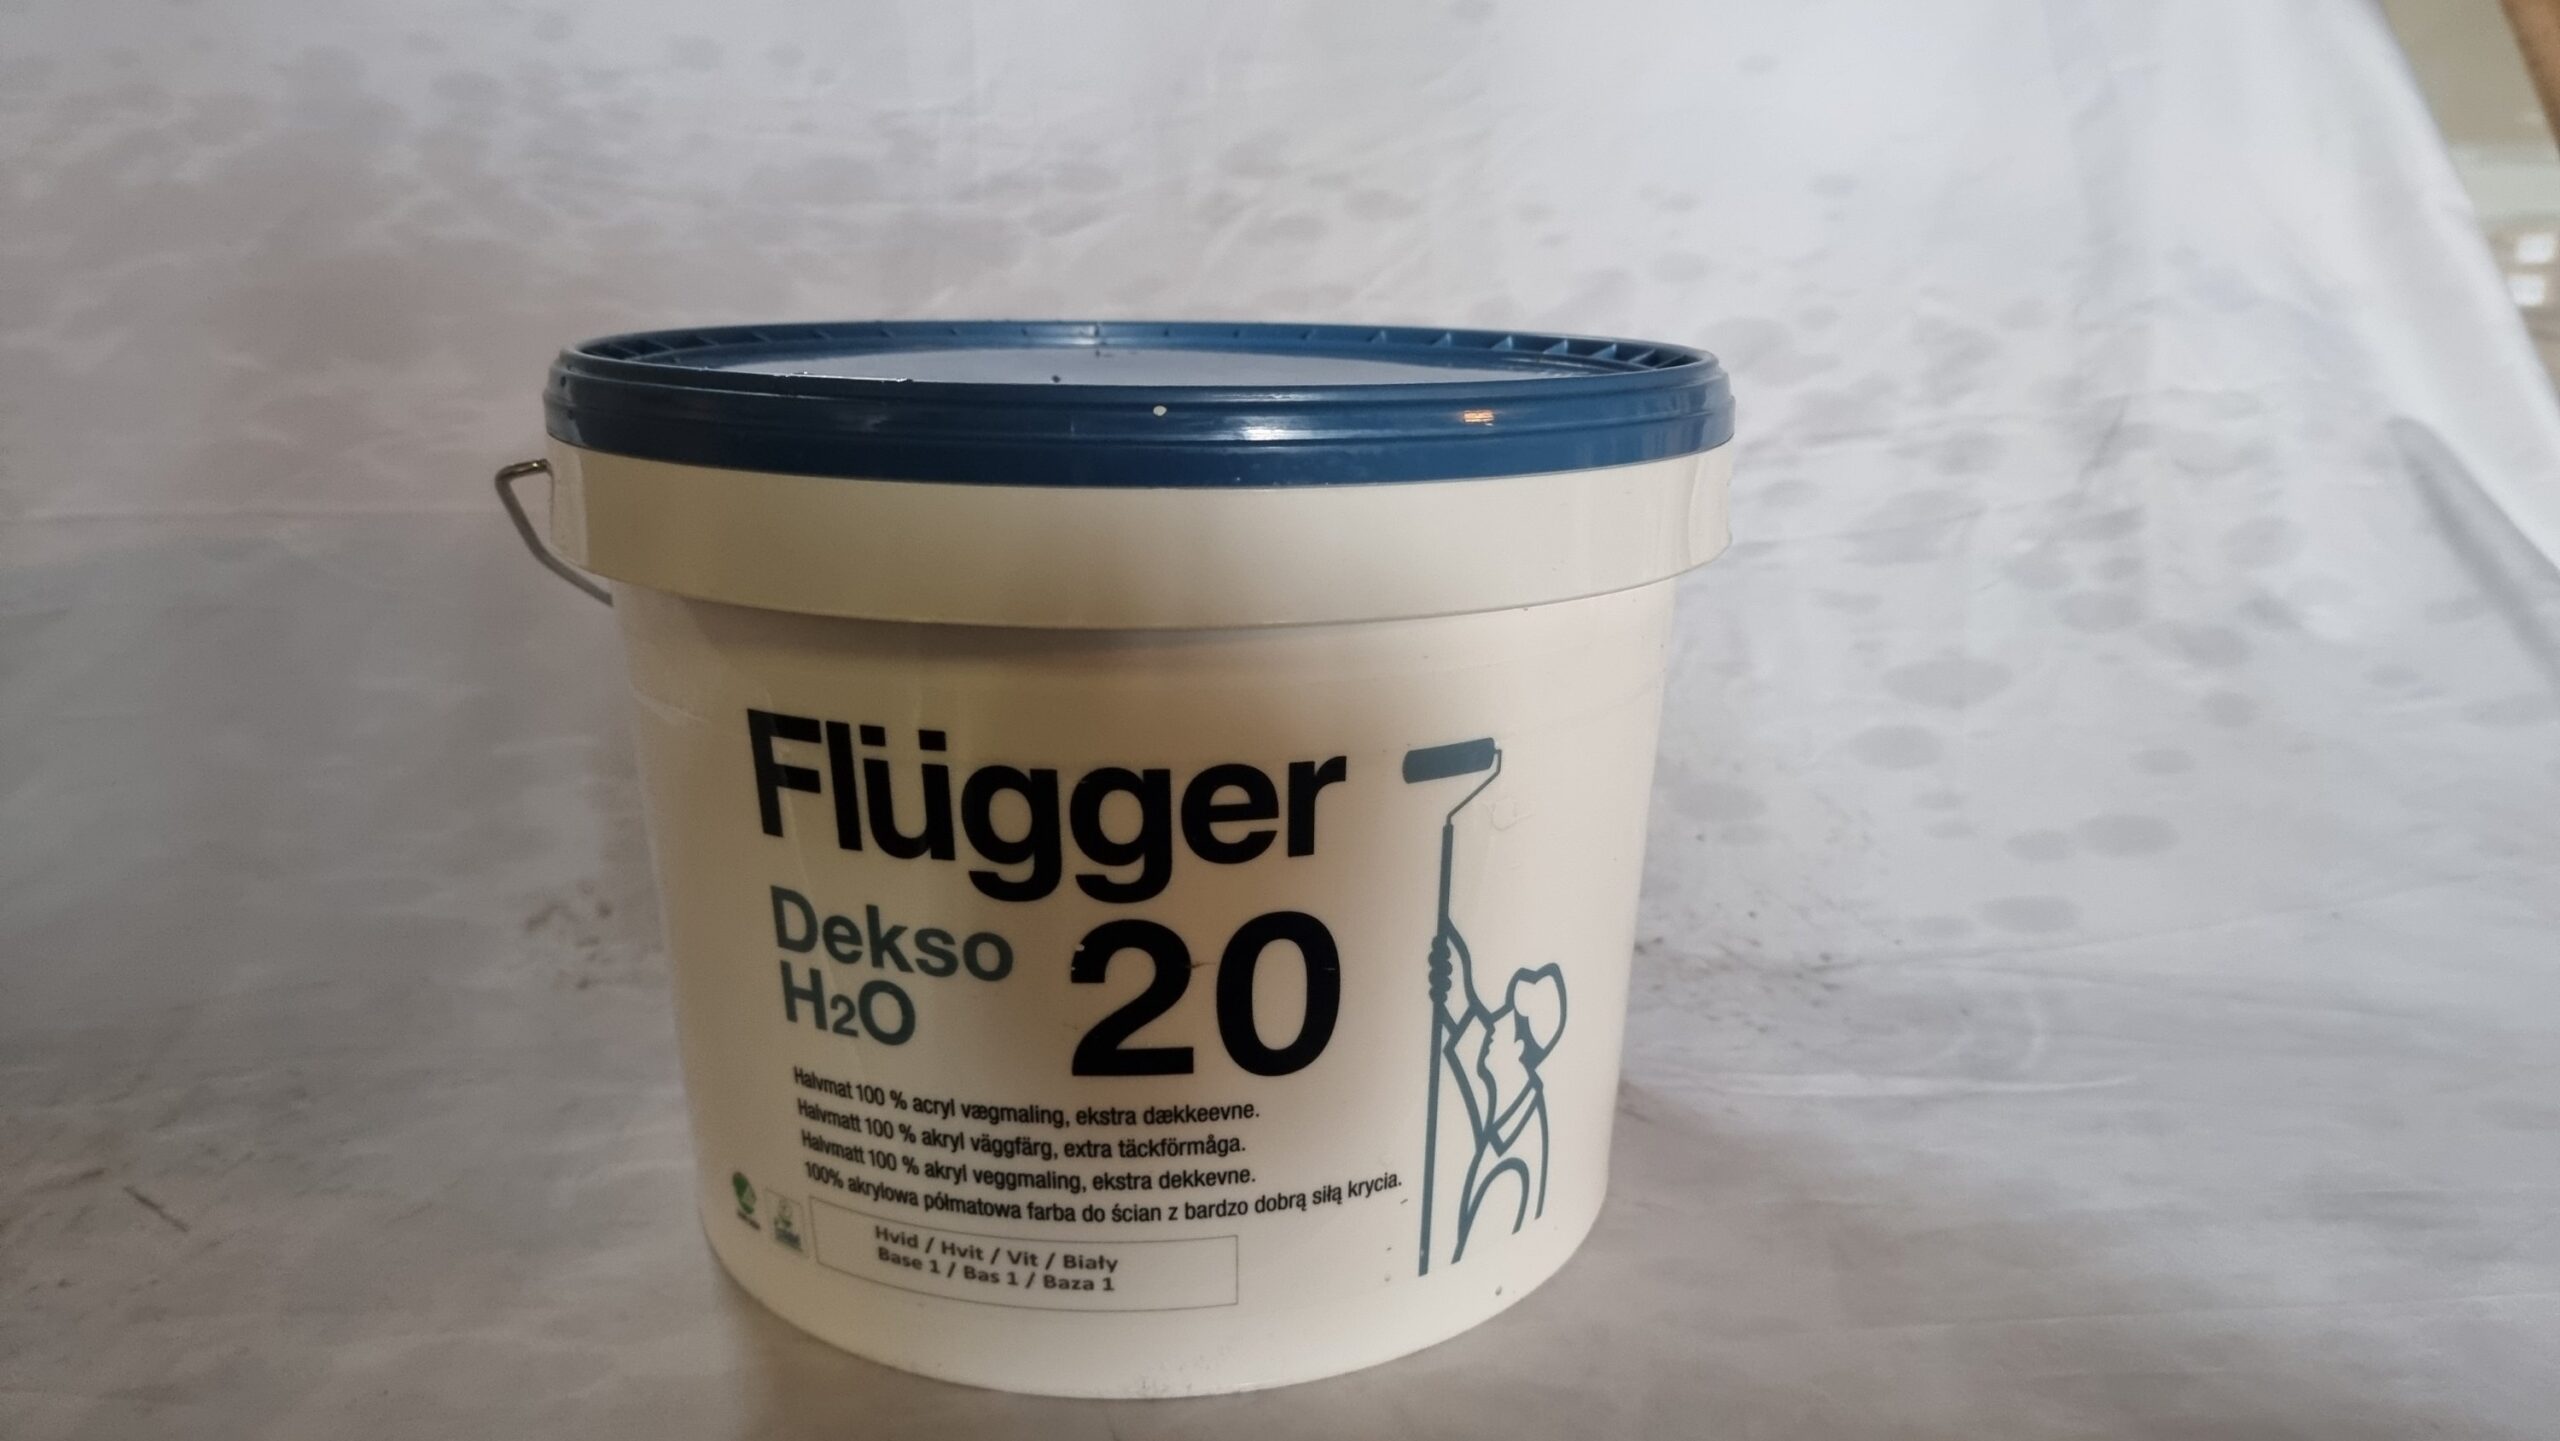 Flügger
Dekso
H2O
20
Halvmat 100 % acryl vægmaling, ekstra dækkeevne.
Halvmatt 100 % akryl väggfärg, extra täckförmåga.
Halvmatt 100 % akryl veggmaling, ekstra dekkevne.
100% akrylowa półmatowa farba do ścian z bardzo dobrą siłą krycia.
Hvid / Hvit / Vit / Biały
Base 1 / Bas 1 / Baza 1